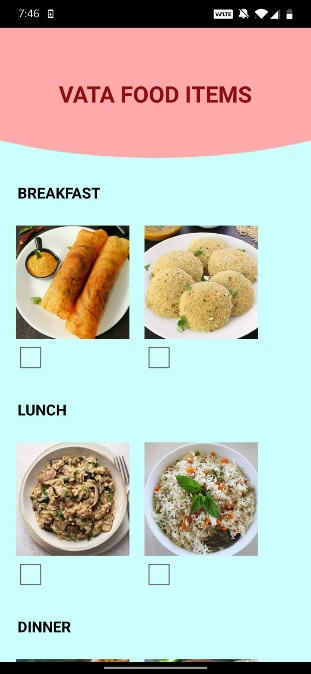 7:46
VoLTE
VATA FOOD ITEMS
BREAKFAST
LUNCH
DINNER